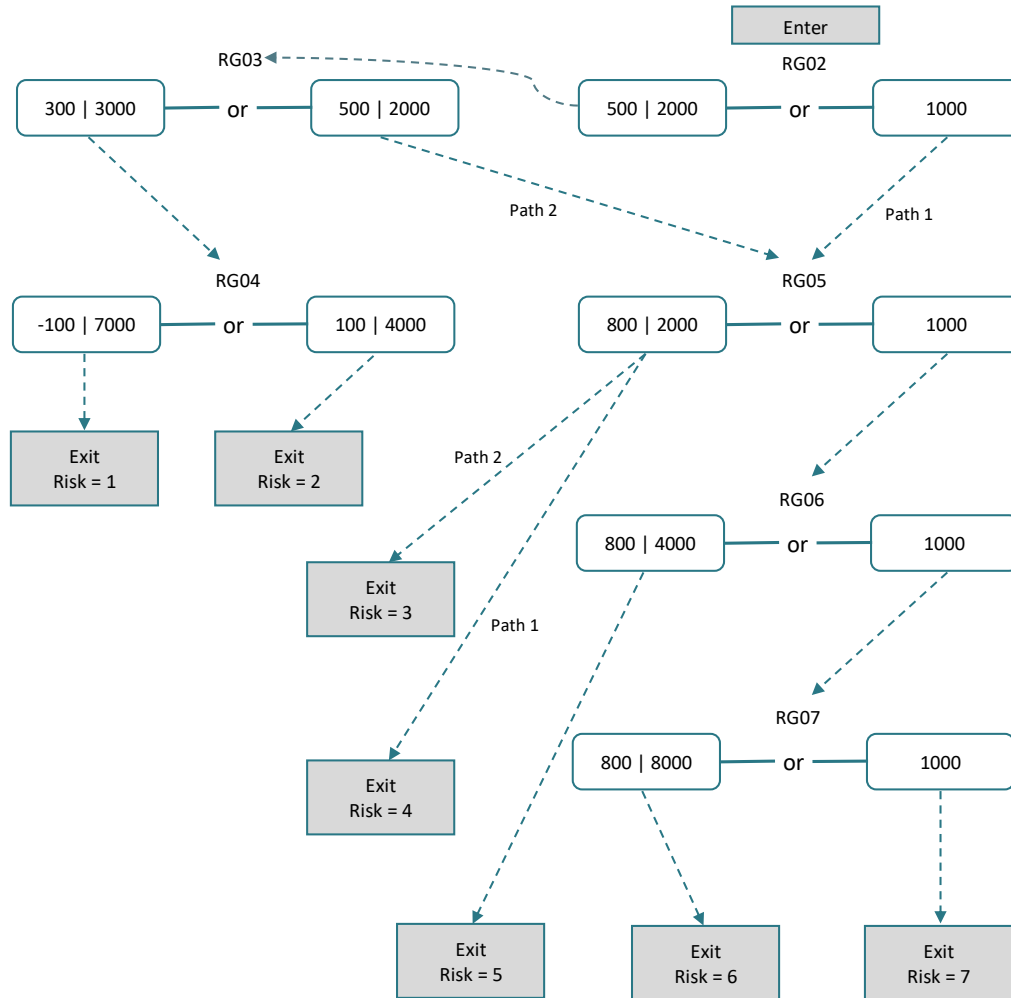 Enter
RG03
RG02
300 | 3000
or
500 | 2000
500 | 2000
or
1000
Path 2
Path 1
RG04
RG05
-100 | 7000
or
100 | 4000
800 | 2000
or
1000
Exit
Risk = 1
Exit
Risk = 2
Path 2
RG06
800 | 4000
or
1000
Exit
Risk = 3
Path 1
RG07
800 | 8000
or
1000
Exit
Risk = 4
Exit
Risk = 5
Exit
Risk = 6
Exit
Risk = 7